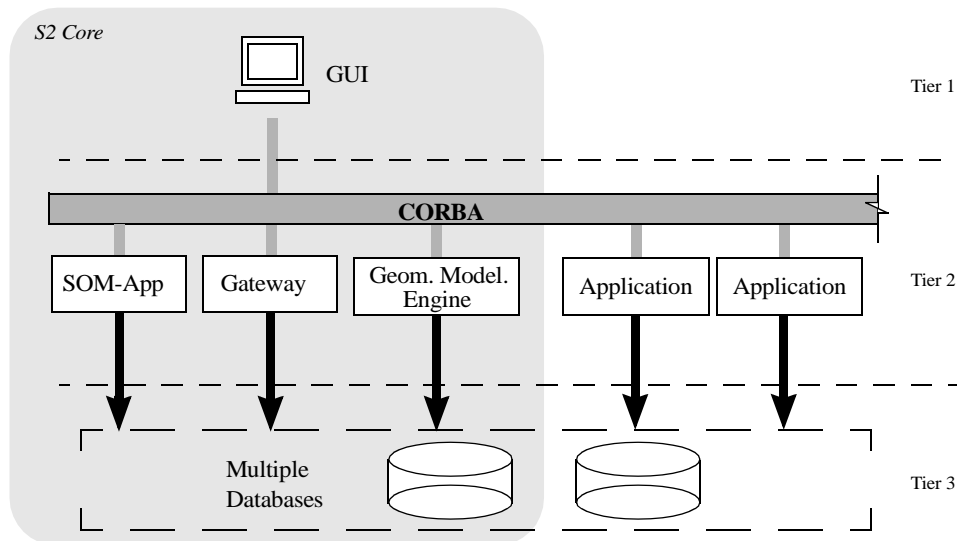 S2 Core
GUI
Tier 1
CORBA
SOM-App
Gateway
Geom. Model.
Engine
Application
Application
Tier 2
Multiple
Databases
Tier 3